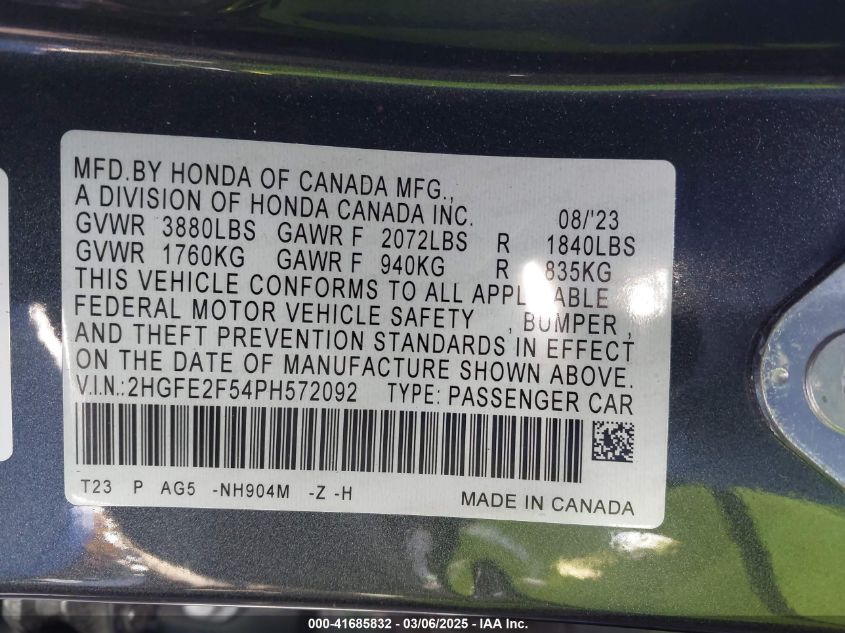 MFD.BY HONDA OF CANADA MFG.,
A DIVISION OF HONDA CANADA INC. 08/'23
GVWR 3880LBS GAWR F 2072LBS R 1840LBS
GVWR 1760KG GAWR F 940KG R 835KG
THIS VEHICLE CONFORMS TO ALL APPLICABLE
FEDERAL MOTOR VEHICLE SAFETY , BUMPER ,
AND THEFT PREVENTION STANDARDS IN EFFECT
ON THE DATE OF MANUFACTURE SHOWN ABOVE.
V.I.N.:2HGFE2F54PH572092 TYPE: PASSENGER CAR
T23 P AG5 -NH904M -Z -H MADE IN CANADA
000-41685832 - 03/06/2025 - IAA Inc.